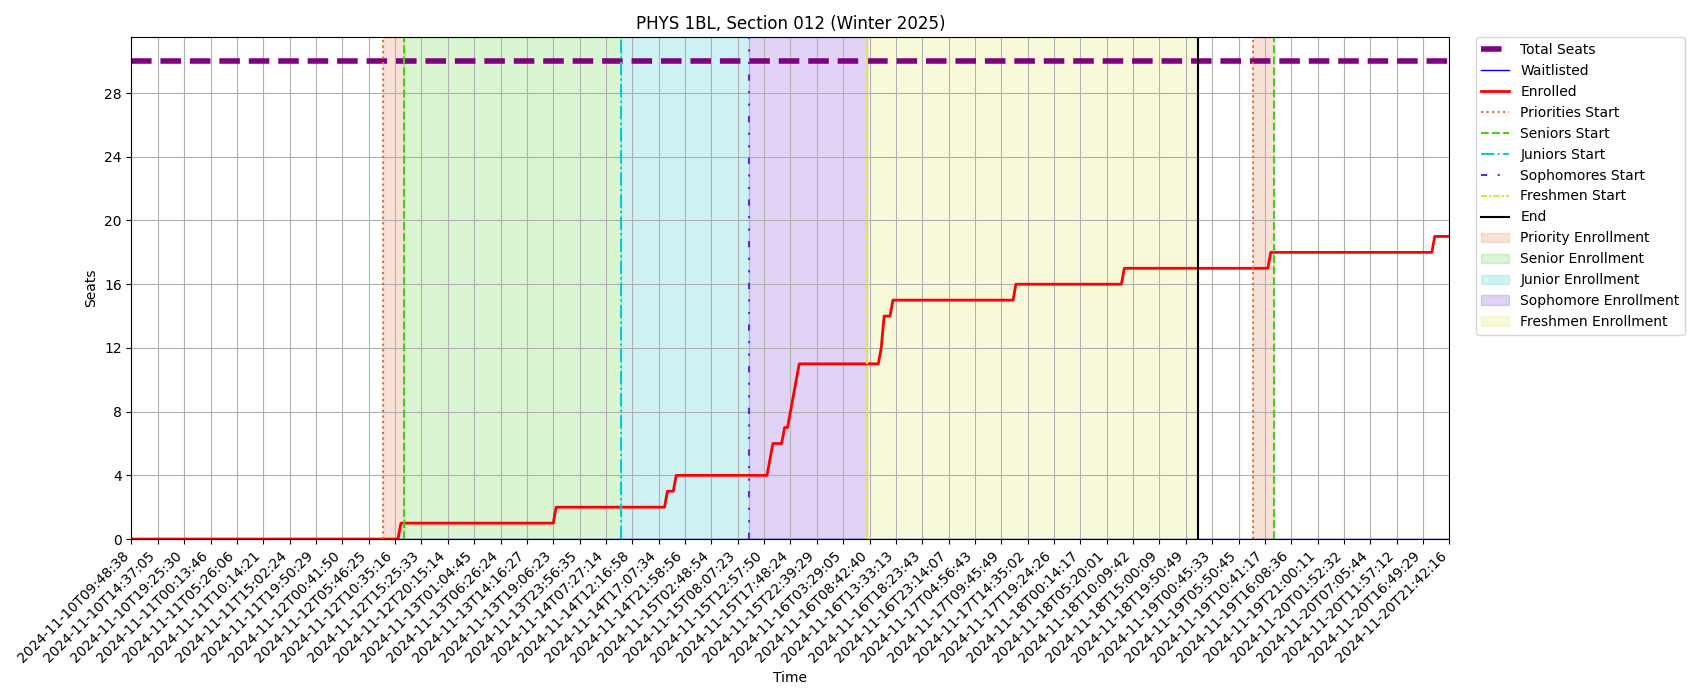 PHYS 1BL, Section 012 (Winter 2025)
Total Seats
Waitlisted
Enrolled
Priorities Start
Seniors Start
Juniors Start
Sophomores Start
Freshmen Start
End
Priority Enrollment
Senior Enrollment
Junior Enrollment
Sophomore Enrollment
Freshmen Enrollment
Seats
28
24
20
16
12
8
4
0
2024-11-10T09:48:38
2024-11-10T14:37:05
2024-11-10T19:25:30
2024-11-11T00:13:46
2024-11-11T05:26:06
2024-11-11T10:14:21
2024-11-11T15:02:24
2024-11-11T19:50:29
2024-11-12T00:41:50
2024-11-12T05:46:25
2024-11-12T10:35:16
2024-11-12T15:25:33
2024-11-12T20:15:14
2024-11-13T01:04:45
2024-11-13T06:26:24
2024-11-13T14:16:27
2024-11-13T19:06:23
2024-11-13T23:56:35
2024-11-14T07:27:14
2024-11-14T12:16:58
2024-11-14T17:07:34
2024-11-14T21:58:56
2024-11-15T02:48:54
2024-11-15T08:07:23
2024-11-15T12:57:50
2024-11-15T17:48:24
2024-11-15T22:39:29
2024-11-16T03:29:05
2024-11-16T08:42:40
2024-11-16T13:33:13
2024-11-16T18:23:43
2024-11-16T23:14:07
2024-11-17T04:56:43
2024-11-17T09:45:49
2024-11-17T14:35:02
2024-11-17T19:24:26
2024-11-18T00:14:17
2024-11-18T05:20:01
2024-11-18T10:09:42
2024-11-18T15:00:09
2024-11-18T19:50:49
2024-11-19T00:45:33
2024-11-19T05:50:45
2024-11-19T10:41:17
2024-11-19T16:08:36
2024-11-19T21:00:11
2024-11-20T01:52:32
2024-11-20T07:05:44
2024-11-20T11:57:12
2024-11-20T16:49:29
2024-11-20T21:42:16
Time